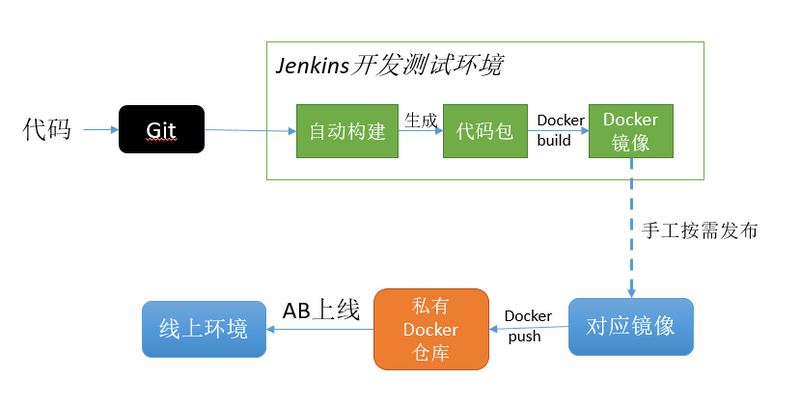 Jenkins开发测试环境
代码
Git
自动构建
生成
代码包
Docker
build
Docker
镜像
手工按需发布
线上环境
AB上线
私有
Docker
仓库
Docker
push
对应镜像